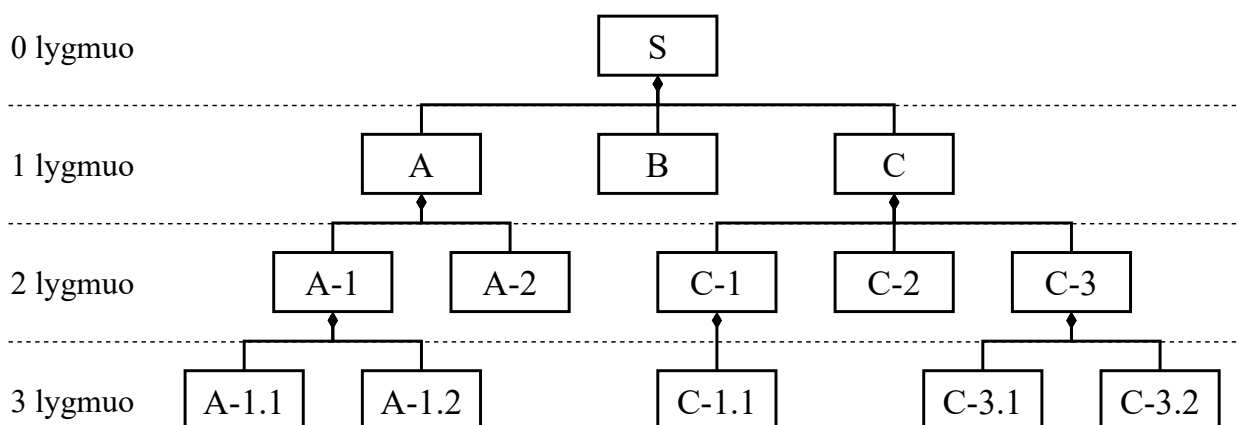 0 lygmuo S
1 lygmuo A B C
2 lygmuo A-1 A-2 C-1 C-2 C-3
3 lygmuo A-1.1 A-1.2 C-1.1 C-3.1 C-3.2